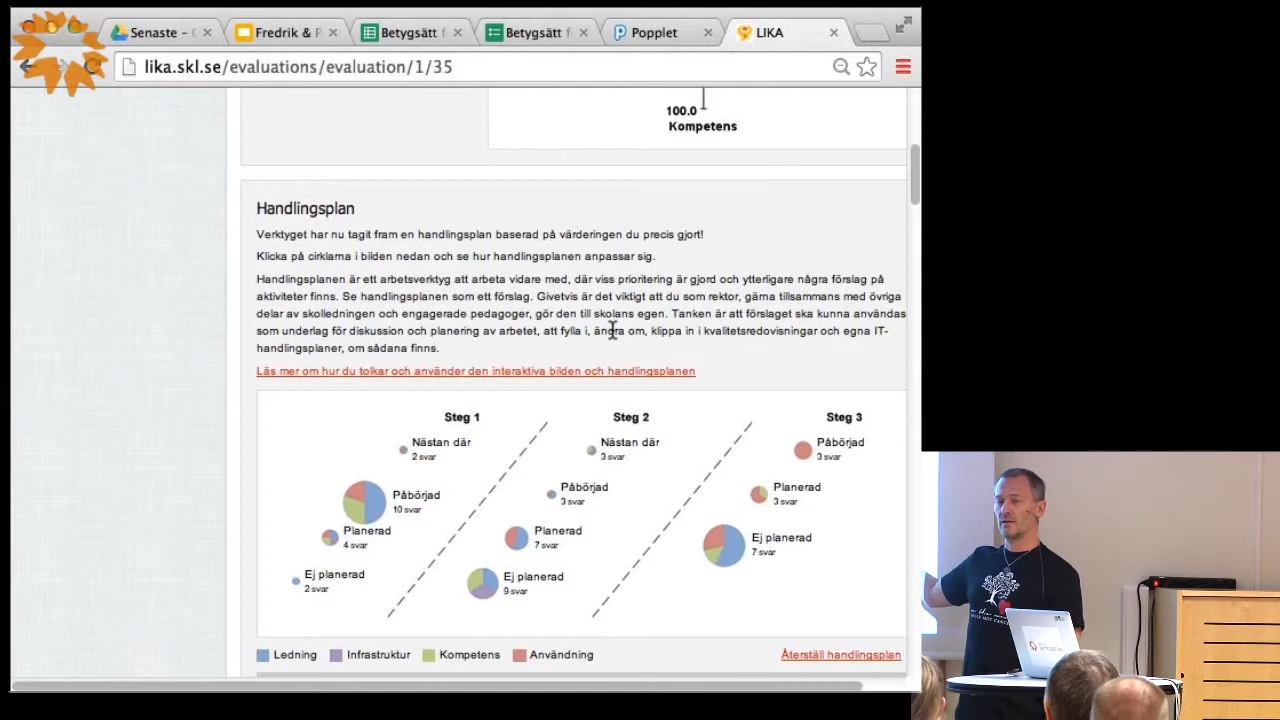 Senaste - G
Fredrik & P
Betygsätt f
Betygsätt f
Popplet
LIKA
lika.skl.se/evaluations/evaluation/1/35
100.0
Kompetens
Handlingsplan
Verktyget har nu tagit fram en handlingsplan baserad på värderingen du precis gjort!
Klicka på cirklarna i bilden nedan och se hur handlingsplanen anpassar sig.
Handlingsplanen är ett arbetsverktyg att arbeta vidare med, där viss prioritering är gjord och ytterligare några förslag på
aktiviteter finns. Se handlingsplanen som ett förslag. Givetvis är det viktigt att du som rektor, gärna tillsammans med övriga
delar av skolledningen och engagerade pedagoger, gör den till skolans egen. Tanken är att förslaget ska kunna användas
som underlag för diskussion och planering av arbetet, att fylla i, ändra om, klippa in i kvalitetsredovisningar och egna IT-
handlingsplaner, om sådana finns.
Läs mer om hur du tolkar och använder den interaktiva bilden och handlingsplanen
Steg 1
Nästan där
2 svar
Påbörjad
10 svar
Planerad
4 svar
Ej planerad
2 svar
Steg 2
Nästan där
3 svar
Påbörjad
3 svar
Planerad
7 svar
Ej planerad
9 svar
Steg 3
Påbörjad
3 svar
Planerad
3 svar
Ej planerad
7 svar
Ledning
Infrastruktur
Kompetens
Användning
Återställ handlingsplan